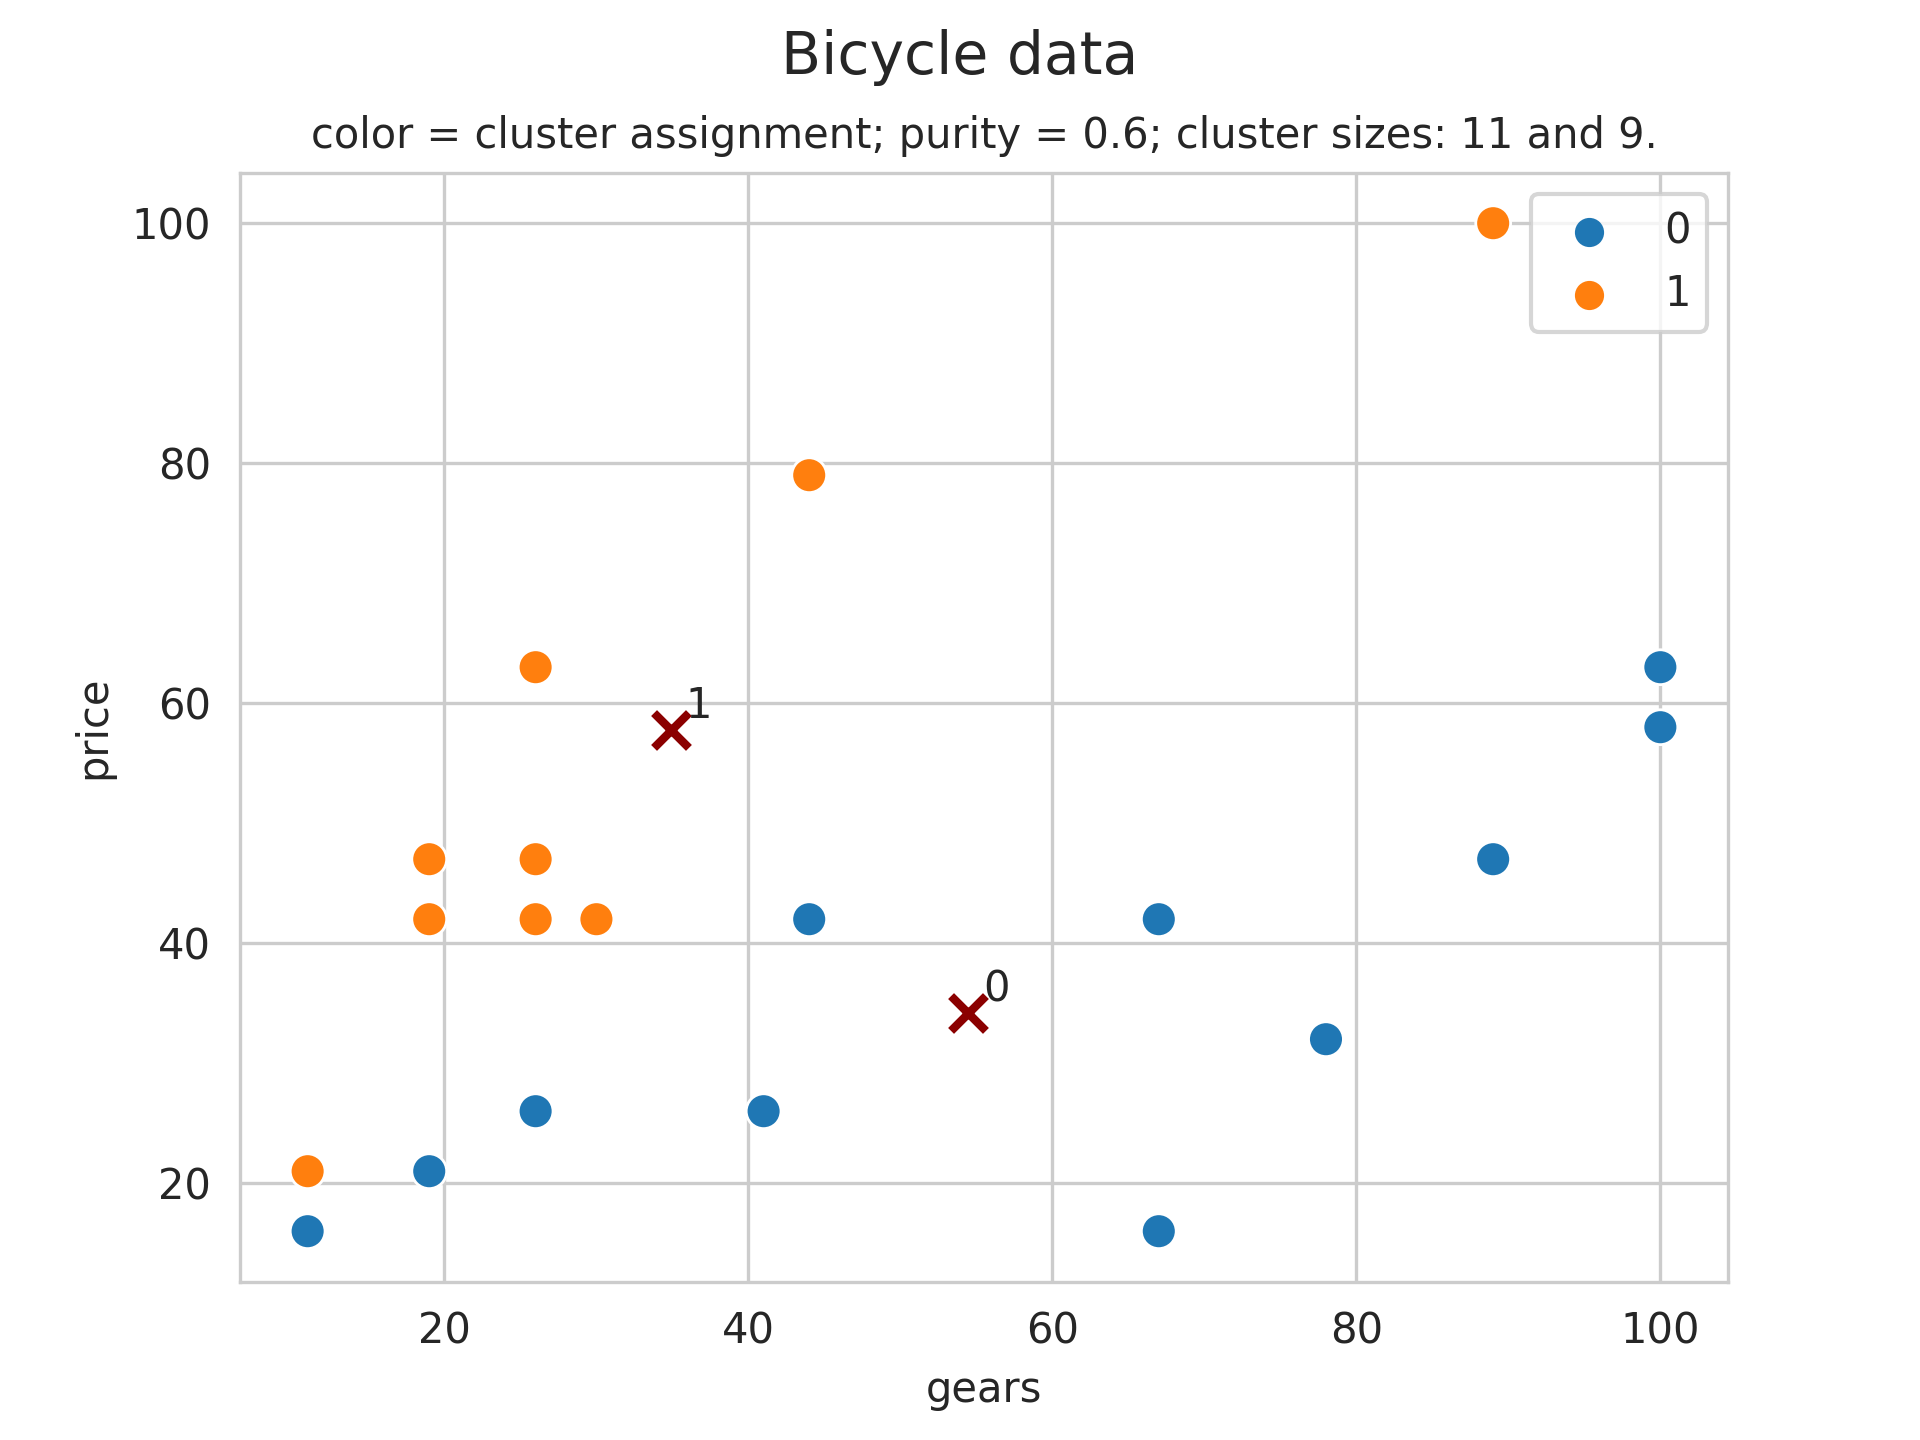 Bicycle data
color = cluster assignment; purity = 0.6; cluster sizes: 11 and 9.
100
80
60
40
20
price
0
1
1
0
20 40 60 80 100
gears